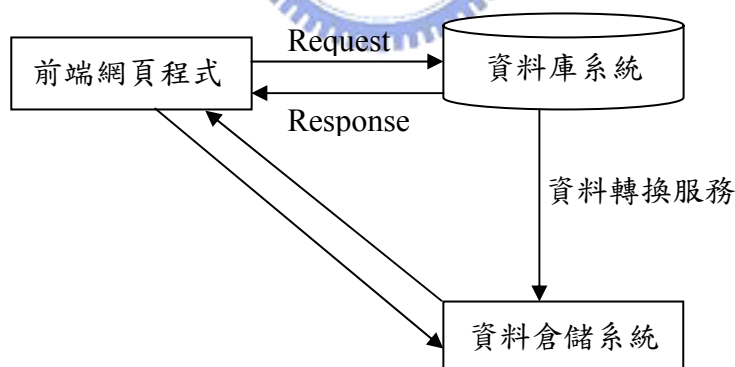 Request
前端網頁程式
資料庫系統
Response
資料轉換服務
資料倉儲系統